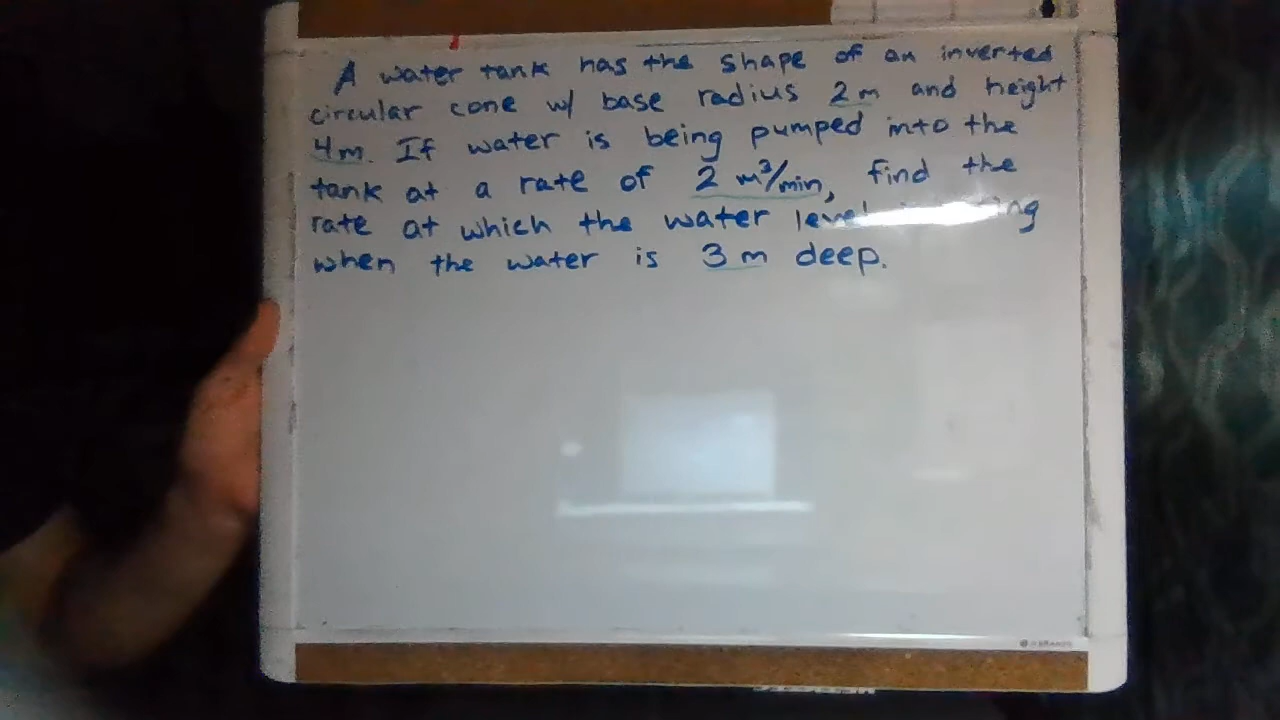 A water tank has the shape of an inverted
circular cone w/ base radius 2 m and height
4 m. If water is being pumped into the
tank at a rate of 2 m³/min, find the
rate at which the water level
when the water is 3 m deep.